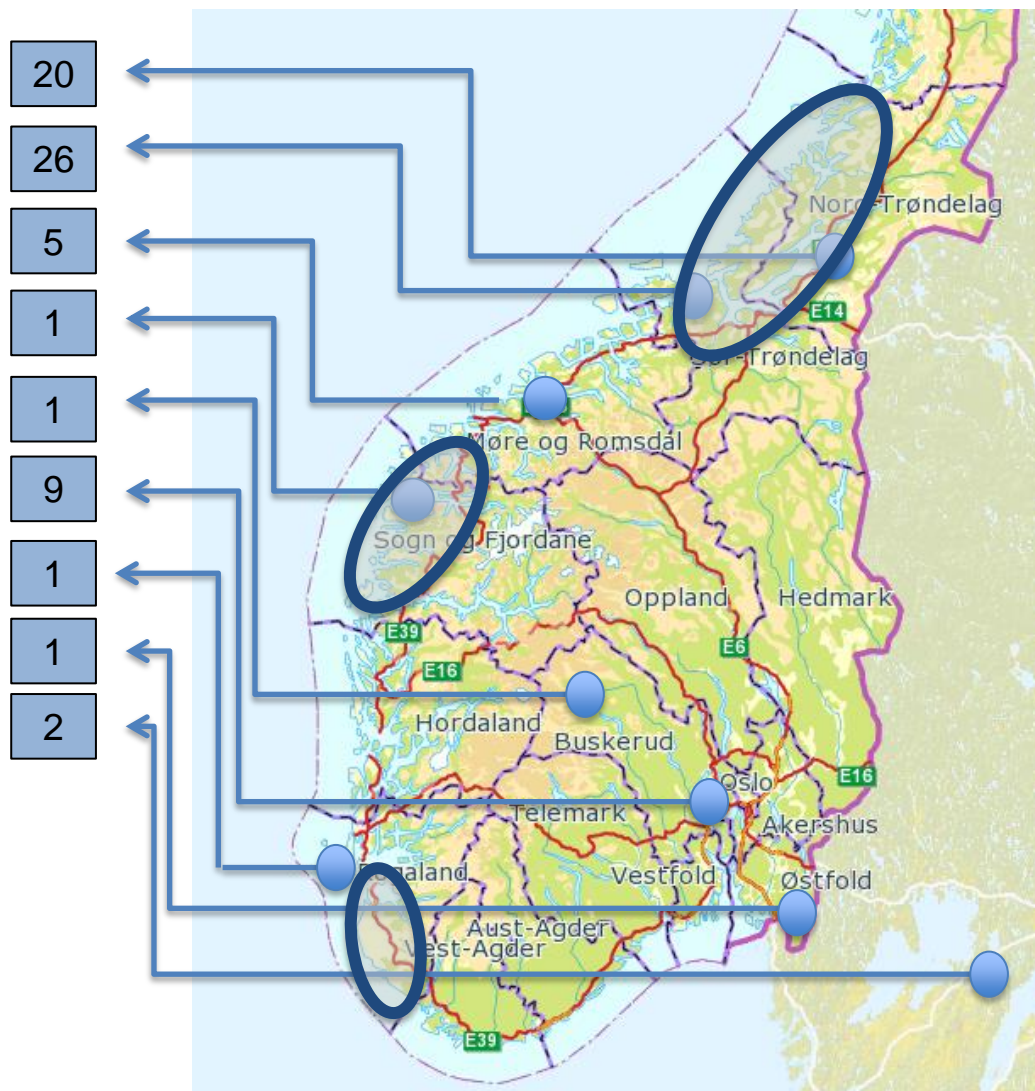 20
26
5
1
1
9
1
1
2
Nord-Trøndelag
E14
Sør-Trøndelag
Møre og Romsdal
Sogn og Fjordane
Oppland
Hedmark
E39
E16
E6
Hordaland
Buskerud
Oslo
E16
Telemark
Akershus
Rogaland
Vestfold
Østfold
Aust-Agder
Vest-Agder
E39